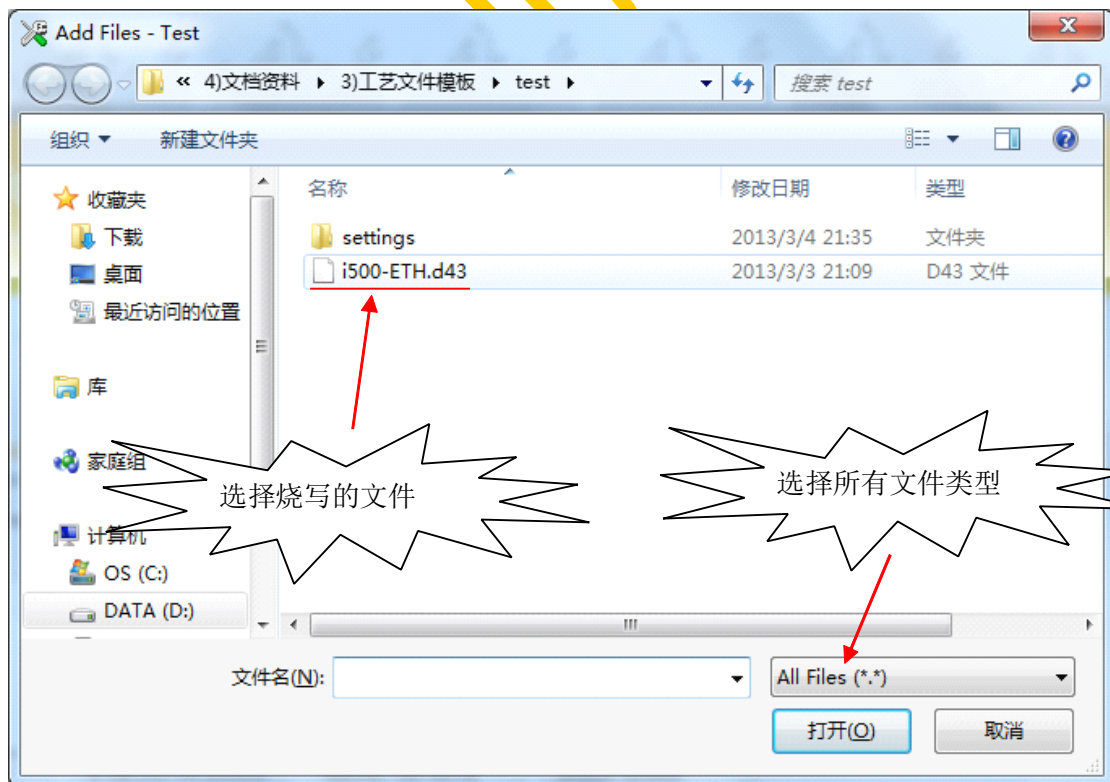 Add Files - Test
« 4)文档资料 ▸ 3)工艺文件模板 ▸ test ▸
搜索 test
组织 新建文件夹
名称 修改日期 类型
收藏夹
下载
桌面
最近访问的位置
库
家庭组
计算机
OS (C:)
DATA (D:)
settings 2013/3/4 21:35 文件夹
i500-ETH.d43 2013/3/3 21:09 D43 文件
选择烧写的文件
选择所有文件类型
文件名(N):
All Files (*.*)
打开(O) 取消